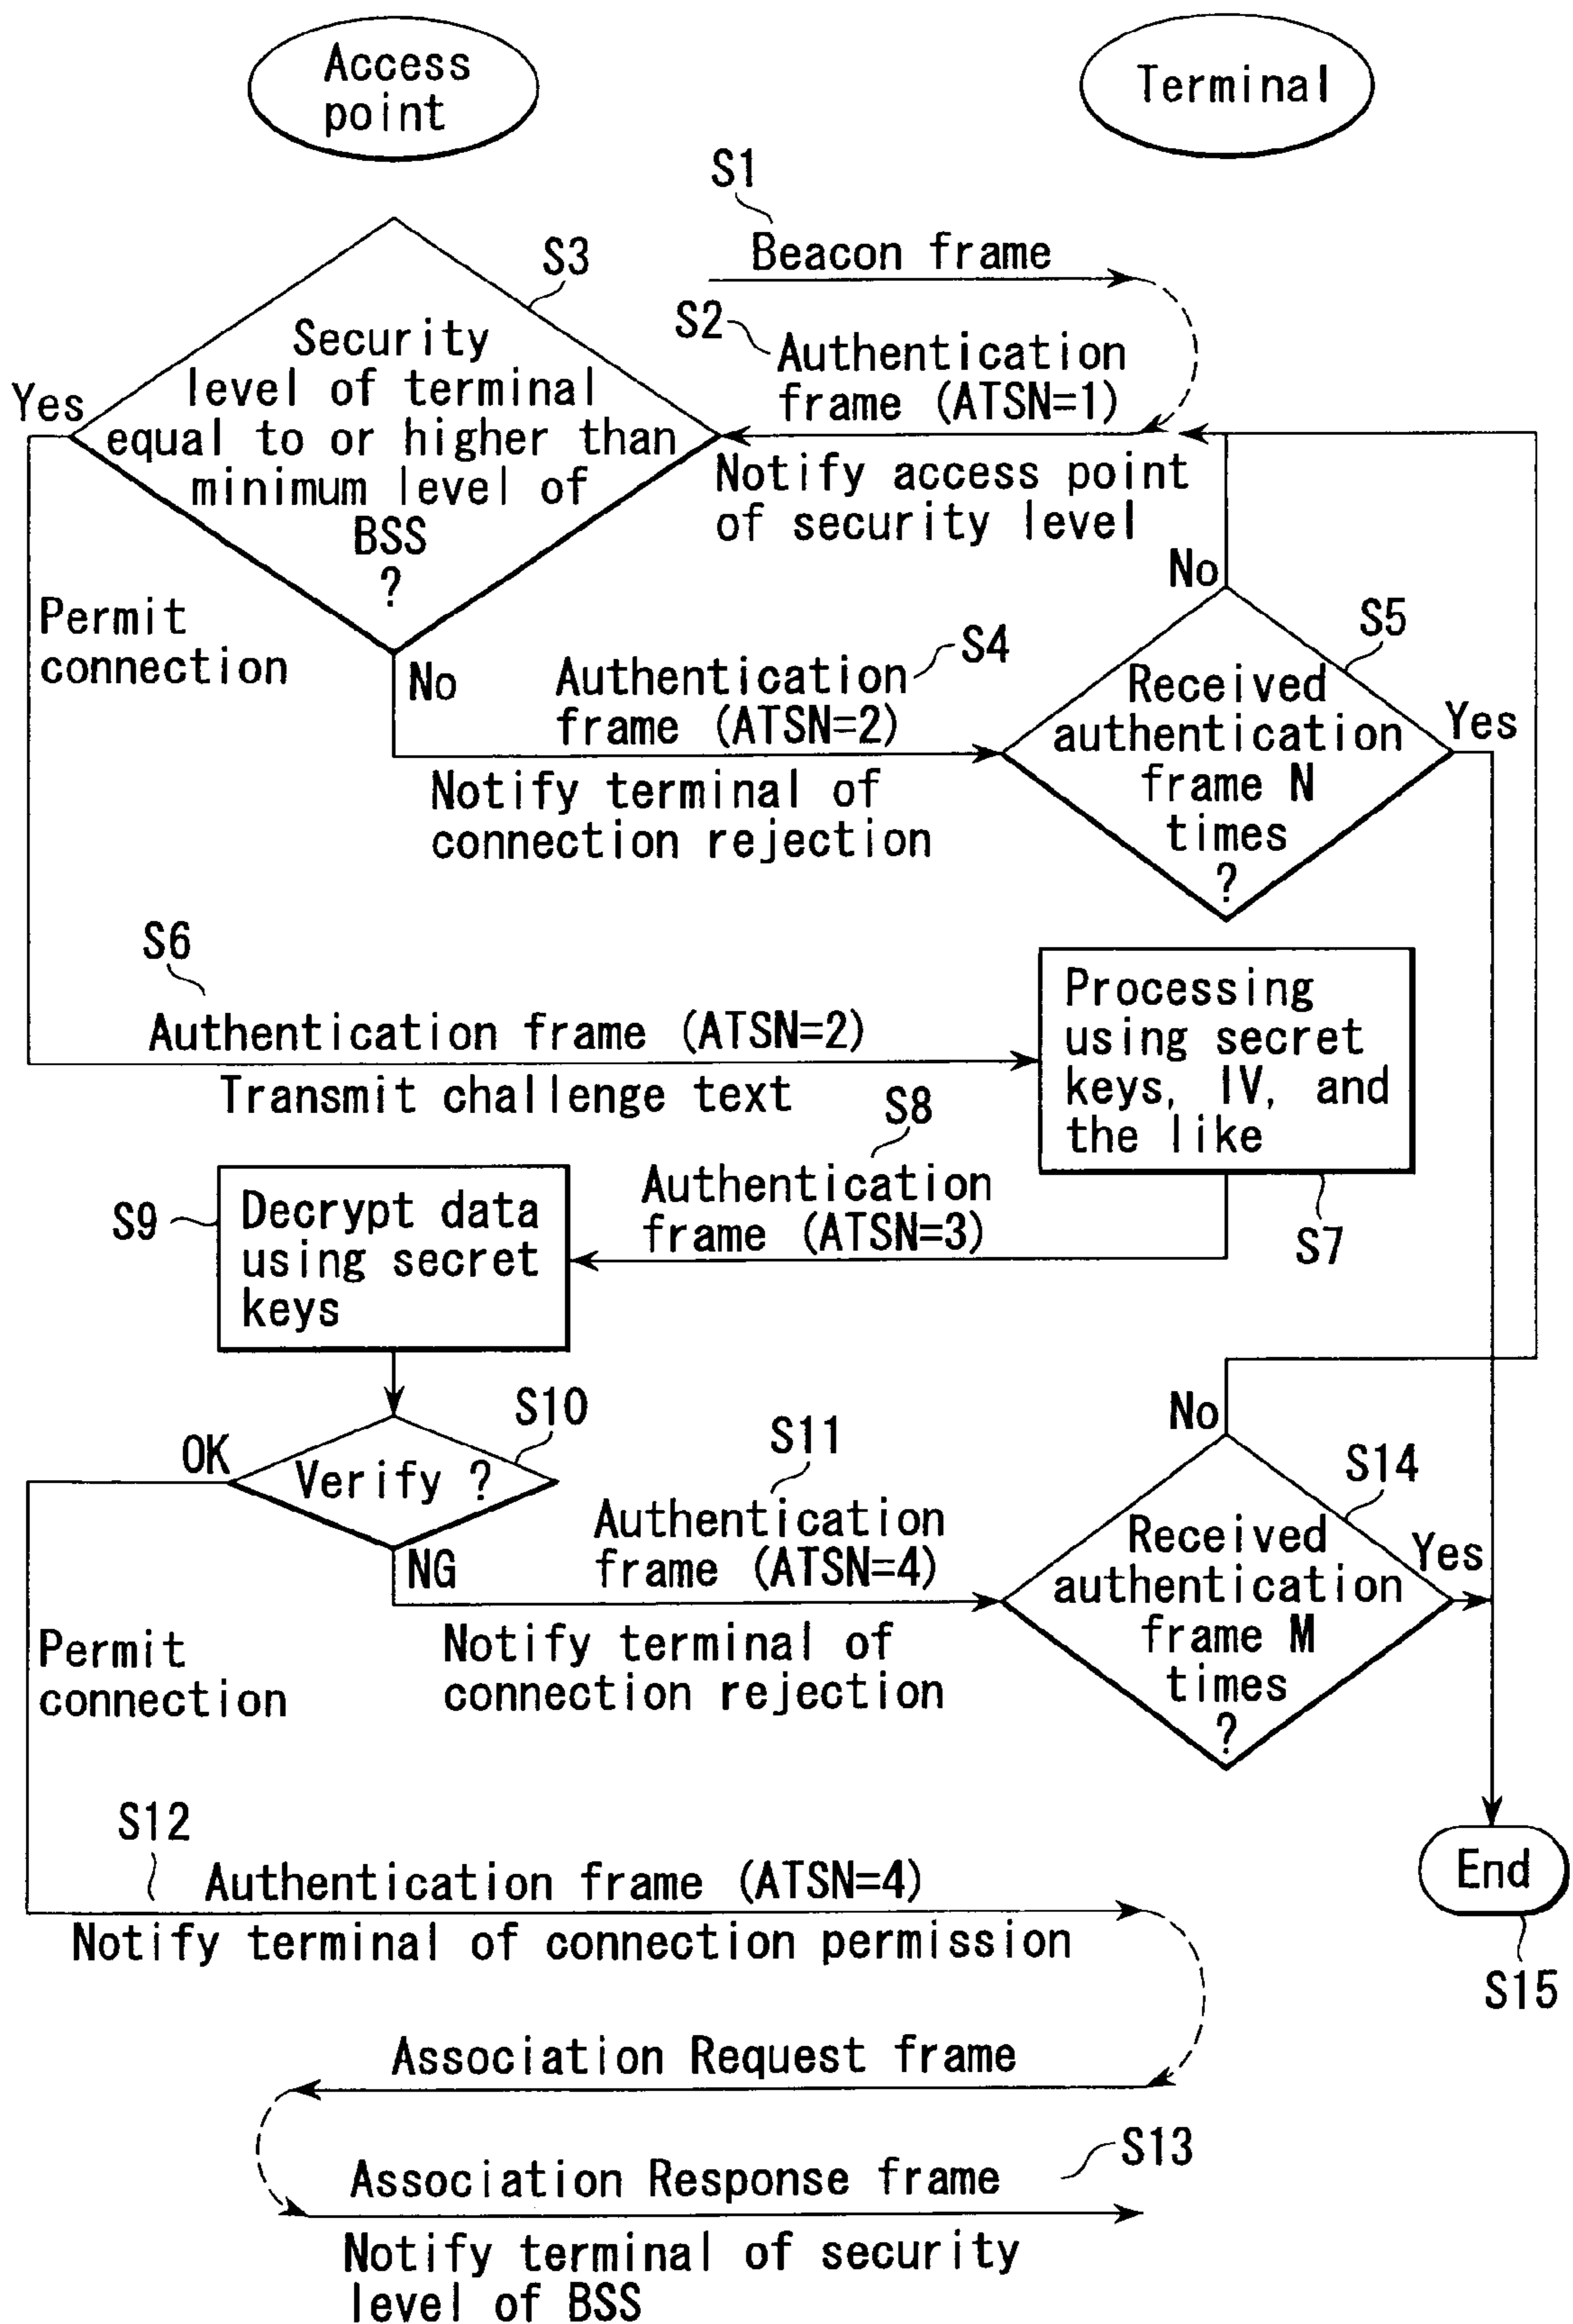 Access
point
Terminal
S1
Beacon frame
S3
S2
Authentication
frame (ATSN=1)
Security
level of terminal
equal to or higher than
minimum level of
BSS
?
Yes
Notify access point
of security level
No
Permit
connection
No
Authentication
frame (ATSN=2)
S4
S5
Received
authentication
frame N
times
?
Yes
Notify terminal of
connection rejection
S6
Authentication frame (ATSN=2)
Transmit challenge text
Processing
using secret
keys, IV, and
the like
S7
S8
Authentication
frame (ATSN=3)
S9
Decrypt data
using secret
keys
S10
Verify ?
OK
NG
S11
Authentication
frame (ATSN=4)
Notify terminal of
connection rejection
No
S14
Received
authentication
frame M
times
?
Yes
Permit
connection
S12
Authentication frame (ATSN=4)
Notify terminal of connection permission
End
S15
Association Request frame
S13
Association Response frame
Notify terminal of security
level of BSS